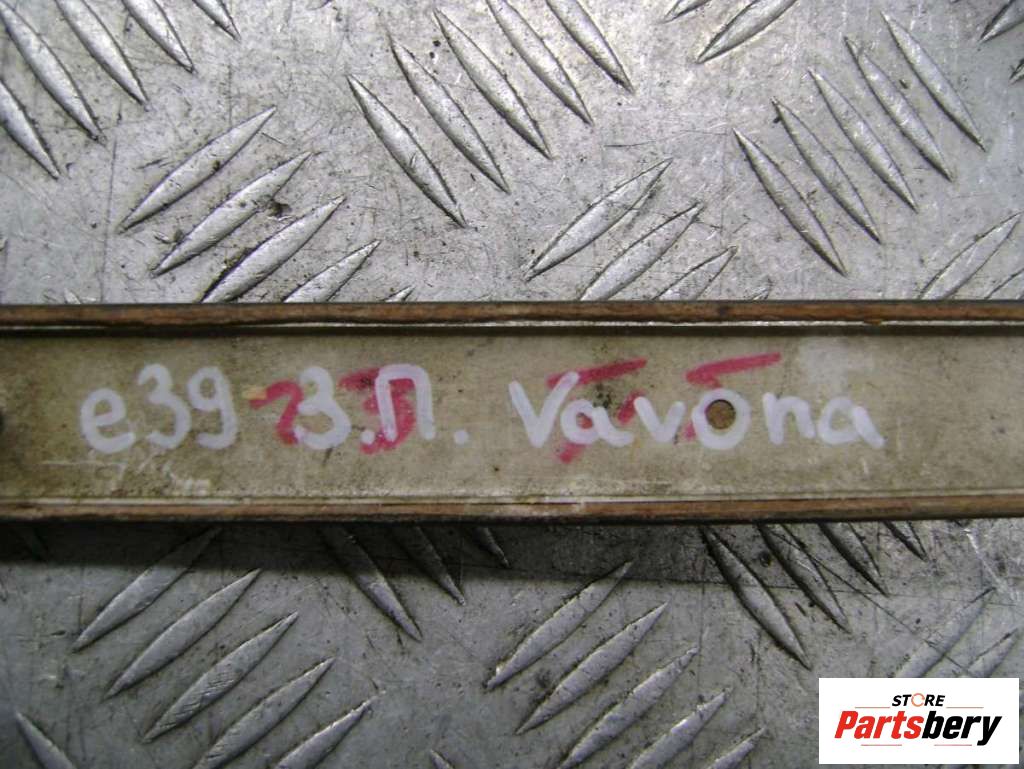 e39 З.П. Vavona
STORE
Partsbery